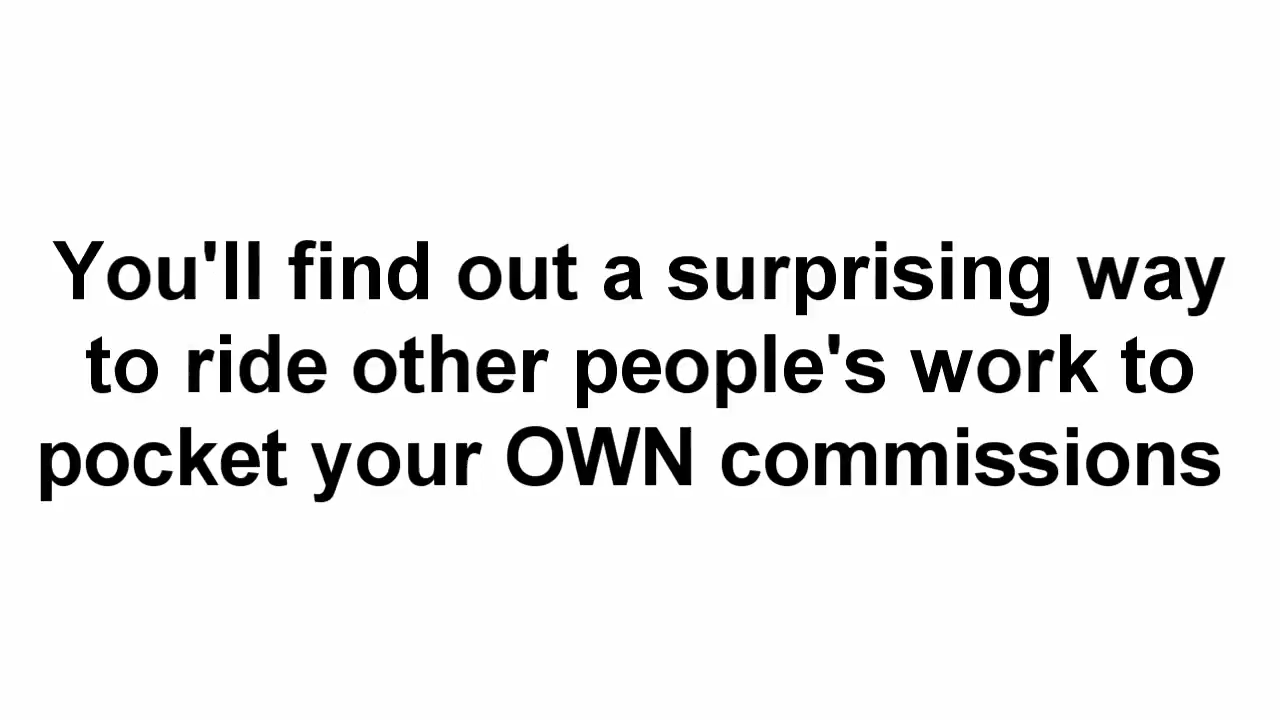 You'll find out a surprising way
to ride other people's work to
pocket your OWN commissions